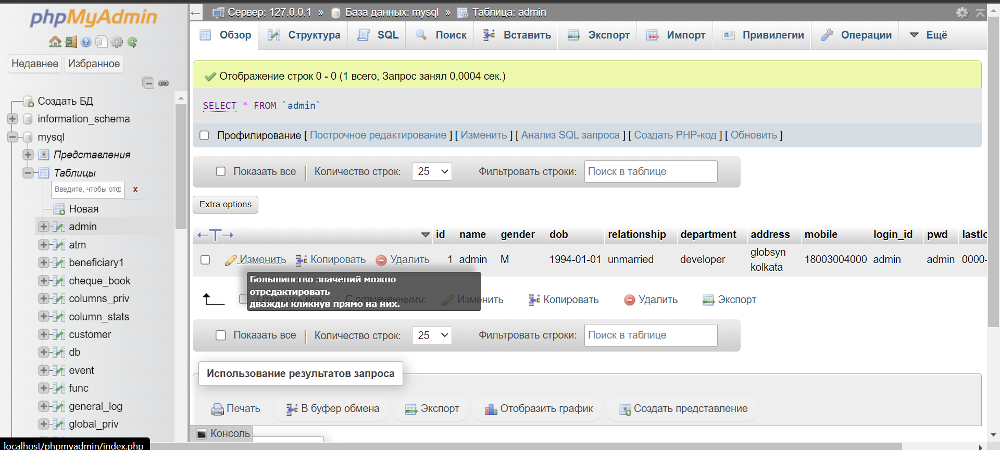 phpMyAdmin
Недавнее Избранное
Создать БД
information_schema
mysql
Представления
Таблицы
Введите, чтобы отф X
Новая
admin
atm
beneficiary1
cheque_book
columns_priv
column_stats
customer
db
event
func
general_log
global_priv
localhost/phpmyadmin/index.php
Сервер: 127.0.0.1 » База данных: mysql » Таблица: admin
Обзор Структура SQL Поиск Вставить Экспорт Импорт Привилегии Операции Ещё
Отображение строк 0 - 0 (1 всего, Запрос занял 0,0004 сек.)
SELECT * FROM `admin`
Профилирование [ Построчное редактирование ] [ Изменить ] [ Анализ SQL запроса ] [ Создать PHP-код ] [ Обновить ]
Показать все Количество строк: 25 Фильтровать строки: Поиск в таблице
Extra options
id name gender dob relationship department address mobile login_id pwd lastlo
Изменить Копировать Удалить 1 admin M 1994-01-01 unmarried developer globsyn kolkata 18003004000 admin admin 0000-
Большинство значений можно
отредактировать
дважды кликнув прямо на них.
Отметить все С отмеченными: Изменить Копировать Удалить Экспорт
Показать все Количество строк: 25 Фильтровать строки: Поиск в таблице
Использование результатов запроса
Печать В буфер обмена Экспорт Отобразить график Создать представление
Консоль